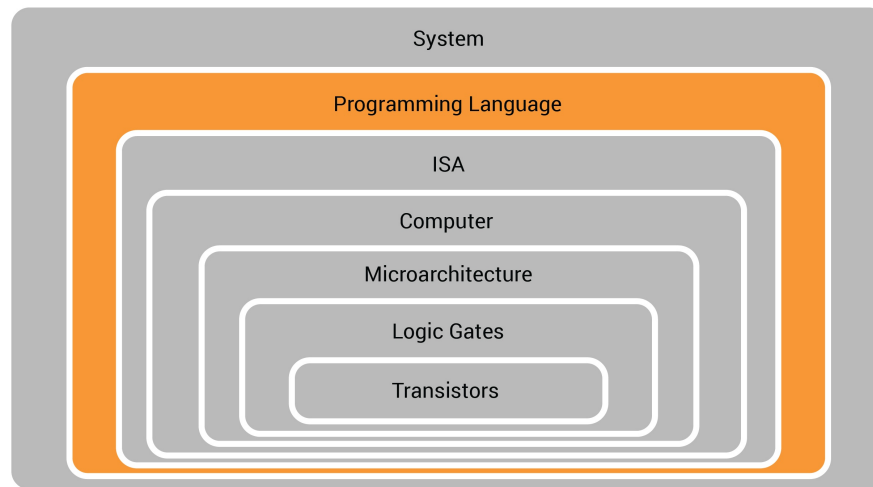 System
Programming Language
ISA
Computer
Microarchitecture
Logic Gates
Transistors